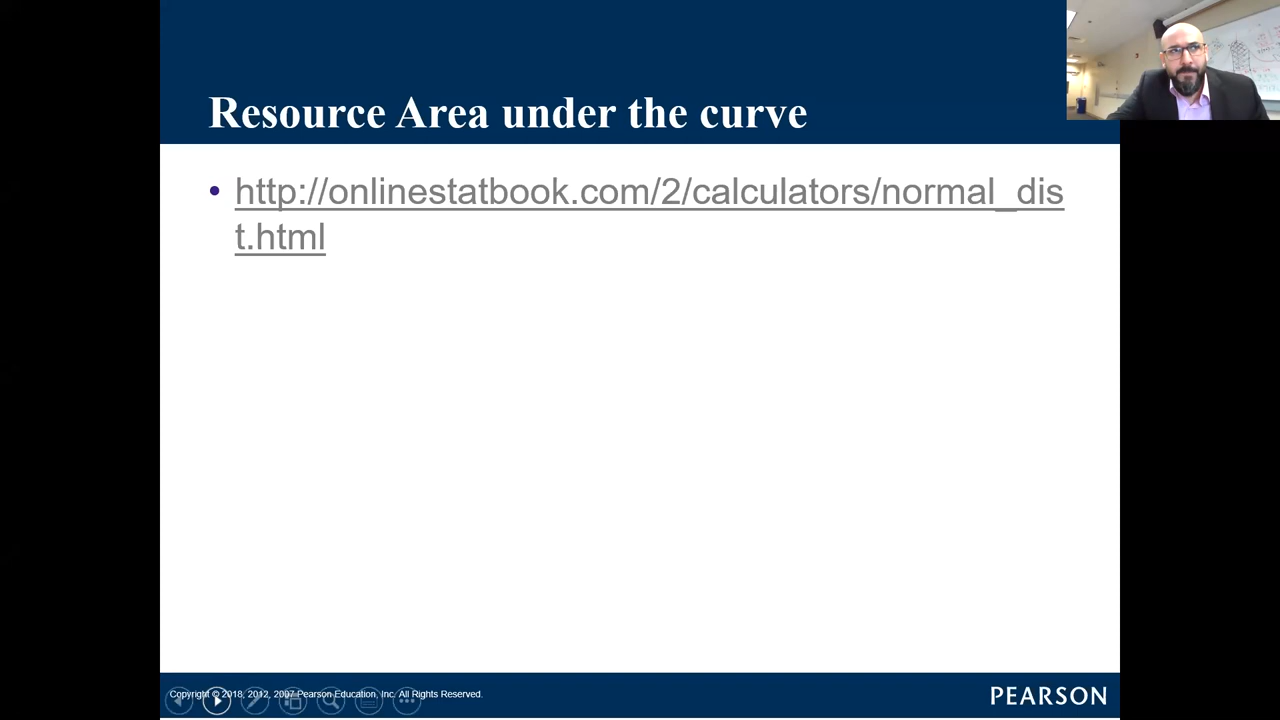 Resource Area under the curve
• http://onlinestatbook.com/2/calculators/normal_dis
t.html
Copyright © 2018, 2012, 2007 Pearson Education, Inc. All Rights Reserved.
PEARSON